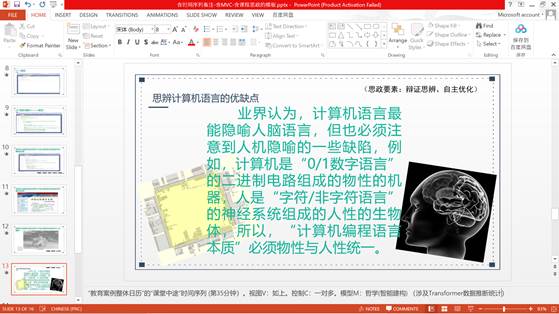 含时间序列备注-含MVC-含课程思政的模板.pptx - PowerPoint (Product Activation Failed)
FILE HOME INSERT DESIGN TRANSITIONS ANIMATIONS SLIDE SHOW REVIEW VIEW 百度网盘
Microsoft account
Cut
Copy
Format Painter
Paste
Clipboard
New Slide
Layout
Reset
Section
Slides
宋体 (Body)
Font
Text Direction
Align Text
Convert to SmartArt
Paragraph
Arrange
Quick Styles
Shape Fill
Shape Outline
Shape Effects
Drawing
Find
Replace
Select
Editing
保存到百度网盘
保存
8
9
10
11
12
13
(思政要素:辩证思辨、自主优化)
思辨计算机语言的优缺点
业界认为,计算机语言最
能隐喻人脑语言,但也必须注
意到人机隐喻的一些缺陷,例
如,计算机是“0/1数字语言”
的二进制电路组成的物性的机
器,人是“字符/非字符语言”
的神经系统组成的人性的生物
体,所以,“计算机编程语言
本质”必须物性与人性统一。
“教育案例整体日历”的“课堂中途”时间序列 (第35分钟)。视图V:如上。控制C:一对多。模型M:哲学(智能建构) (涉及Transformer数据推断统计)
SLIDE 13 OF 16 CHINESE (PRC) NOTES COMMENTS 93%